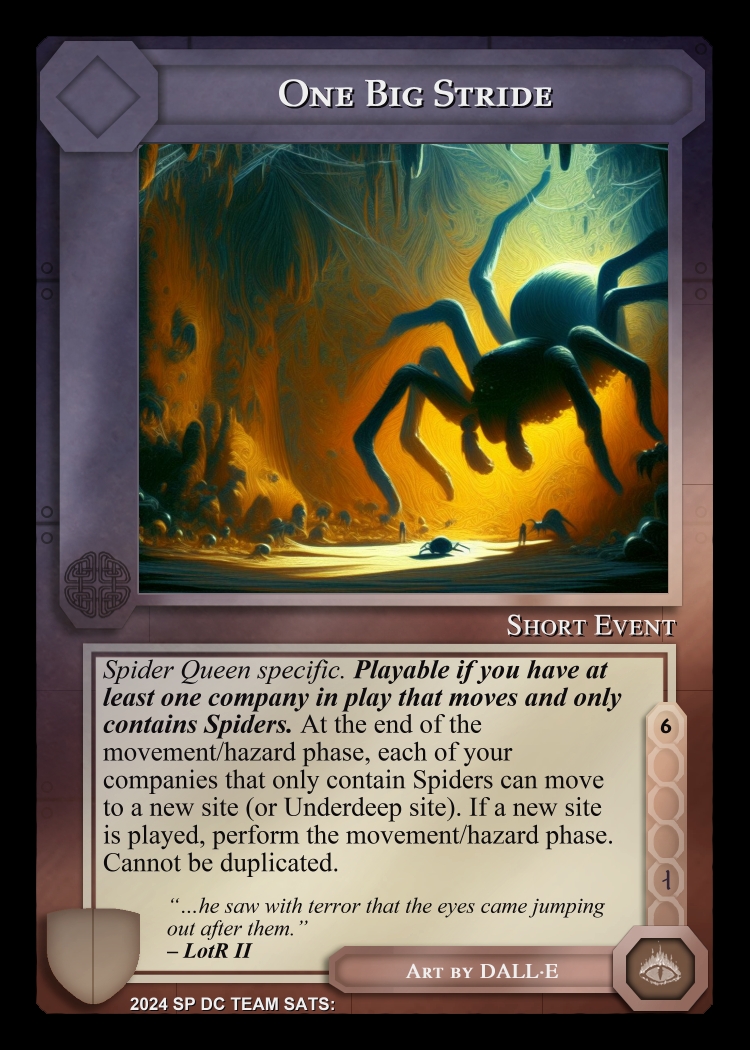 One Big Stride
Short Event
Spider Queen specific. Playable if you have at
least one company in play that moves and only
contains Spiders. At the end of the
movement/hazard phase, each of your
companies that only contain Spiders can move
to a new site (or Underdeep site). If a new site
is played, perform the movement/hazard phase.
Cannot be duplicated.
6
“…he saw with terror that the eyes came jumping
out after them.”
– LotR II
Art by DALL·E
2024 SP DC TEAM SATS: